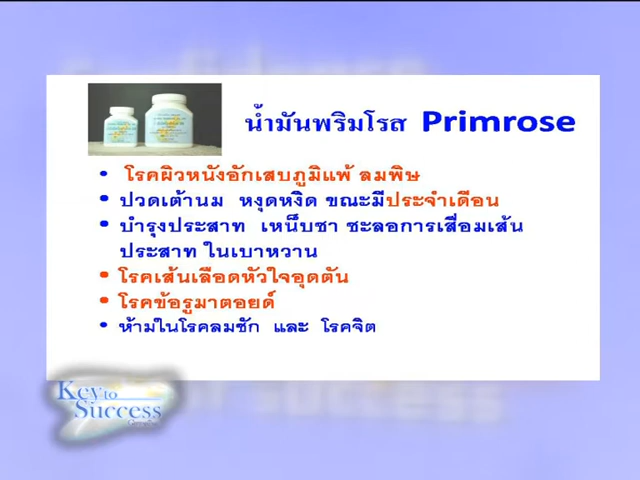 น้ำมันพริมโรส Primrose
• โรคผิวหนังอักเสบภูมิแพ้ ลมพิษ
• ปวดเต้านม หงุดหงิด ขณะมีประจำเดือน
• บำรุงประสาท เหน็บชา ชะลอการเสื่อมเส้น
ประสาท ในเบาหวาน
• โรคเส้นเลือดหัวใจอุดตัน
• โรคข้อรูมาตอยด์
• ห้ามในโรคลมชัก และ โรคจิต
Key to
Success